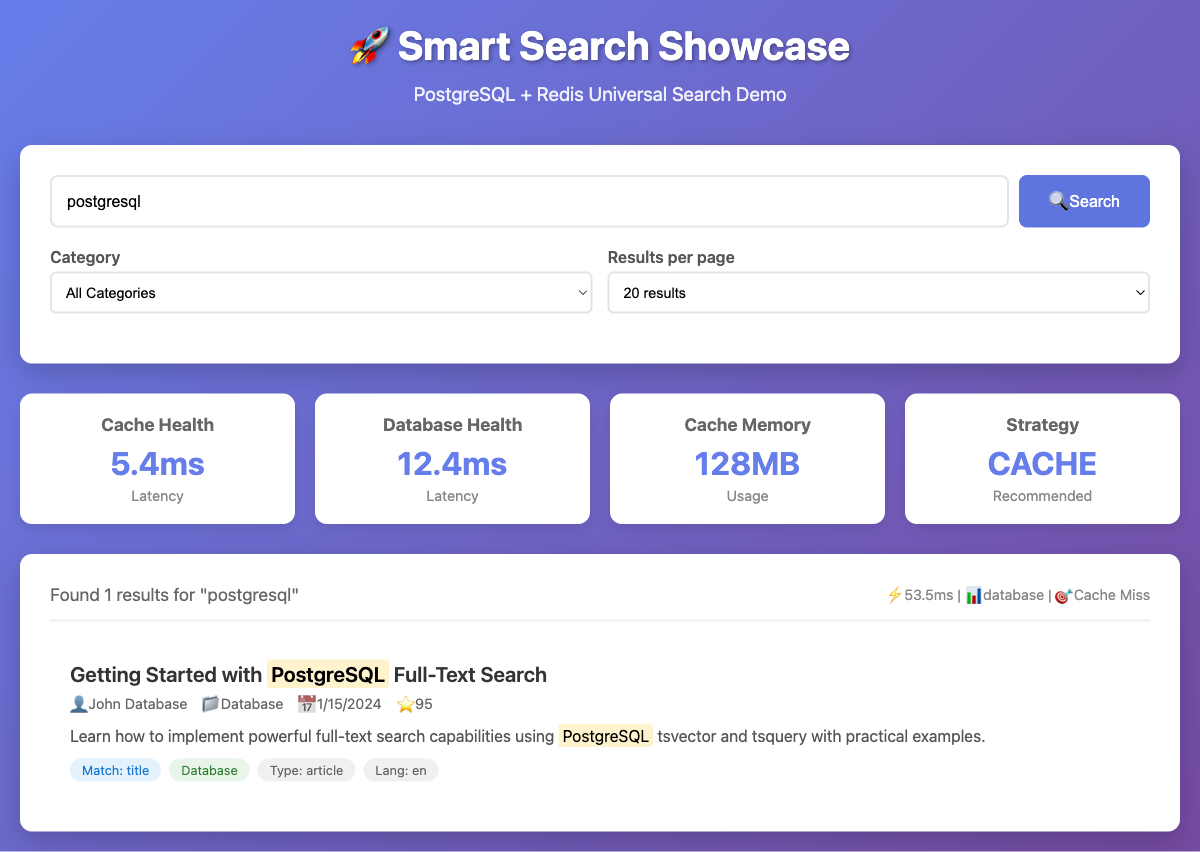 🚀 Smart Search Showcase
PostgreSQL + Redis Universal Search Demo
postgresql
🔍 Search
Category
Results per page
All Categories
20 results
Cache Health
5.4ms
Latency
Database Health
12.4ms
Latency
Cache Memory
128MB
Usage
Strategy
CACHE
Recommended
Found 1 results for "postgresql"
⚡ 53.5ms | 📊 database | 🎯 Cache Miss
Getting Started with PostgreSQL Full-Text Search
👤 John Database 📁 Database 📅 1/15/2024 ⭐ 95
Learn how to implement powerful full-text search capabilities using PostgreSQL tsvector and tsquery with practical examples.
Match: title Database Type: article Lang: en